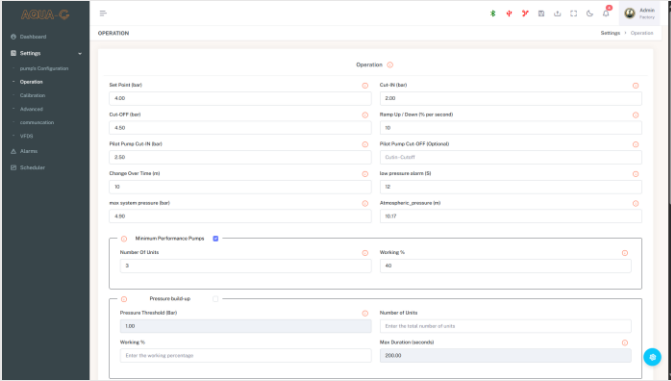 AQUA-G
Admin
Factory
Dashboard
Settings
pumpix Configuration
Operation
Calibration
Advanced
communication
VFDS
Alarms
Scheduler
OPERATION
Settings > Operation
Operation
Set Point (bar)
Cut-IN (bar)
4.00
2.00
Cut-OFF (bar)
Ramp Up / Down (% per second)
4.50
10
Pilot Pump Cut-IN (bar)
Pilot Pump Cut-OFF (Optional)
2.50
CutIn- Cutoff
Change Over Time (m)
low pressure alarm (S)
12
max system pressure (bar)
Atmospheric_pressure (m)
4.90
10.17
Minimum Performance Pumps
Number Of Units
Working %
3
40
Pressure build-up
Pressure Threshold (Bar)
Number of Units
1.00
Enter the total number of units
Working %
Max Duration (seconds)
Enter the working percentage
200.00